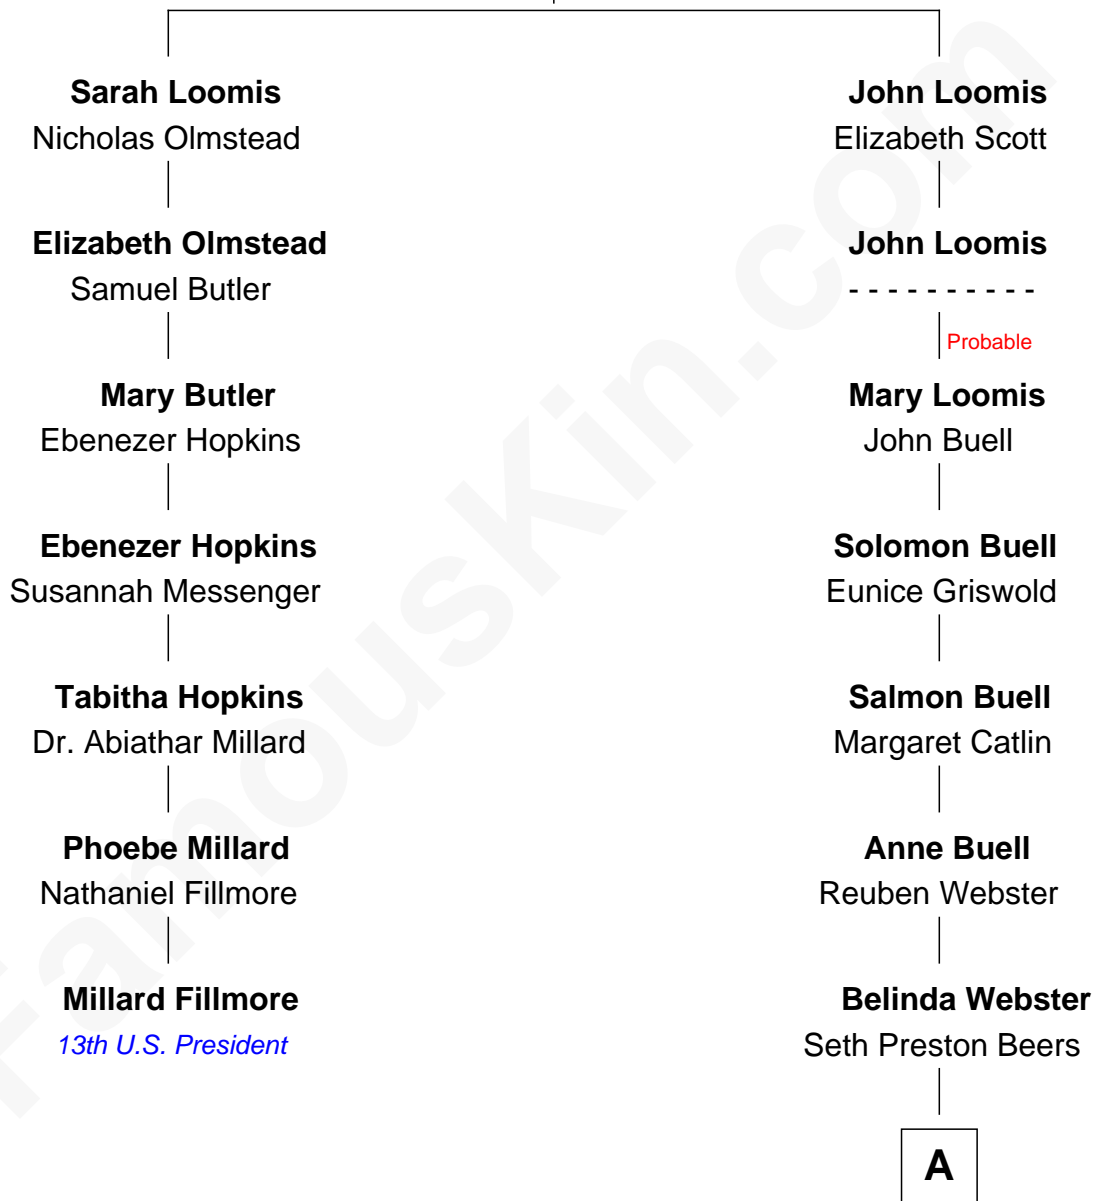 Sarah Loomis
Nicholas Olmstead
Elizabeth Olmstead
Samuel Butler
Mary Butler
Ebenezer Hopkins
Ebenezer Hopkins
Susannah Messenger
Tabitha Hopkins
Dr. Abiathar Millard
Phoebe Millard
Nathaniel Fillmore
Millard Fillmore
13th U.S. President
John Loomis
Elizabeth Scott
John Loomis
- - - - - - - - - -
Probable
Mary Loomis
John Buell
Solomon Buell
Eunice Griswold
Salmon Buell
Margaret Catlin
Anne Buell
Reuben Webster
Belinda Webster
Seth Preston Beers
A
FamousKin.com